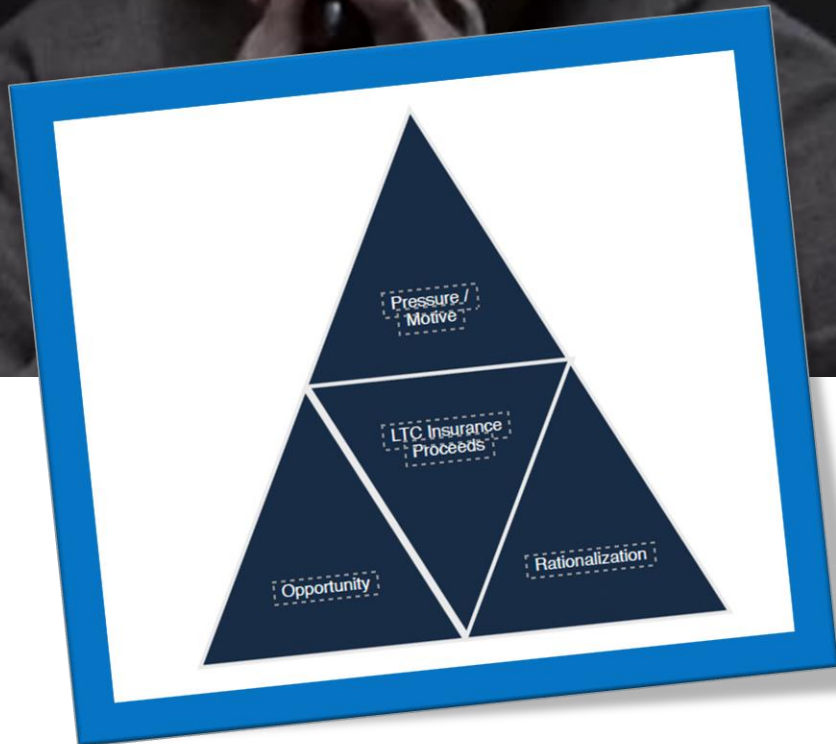 Pressure /
Motive
LTC Insurance
Proceeds
Opportunity
Rationalization